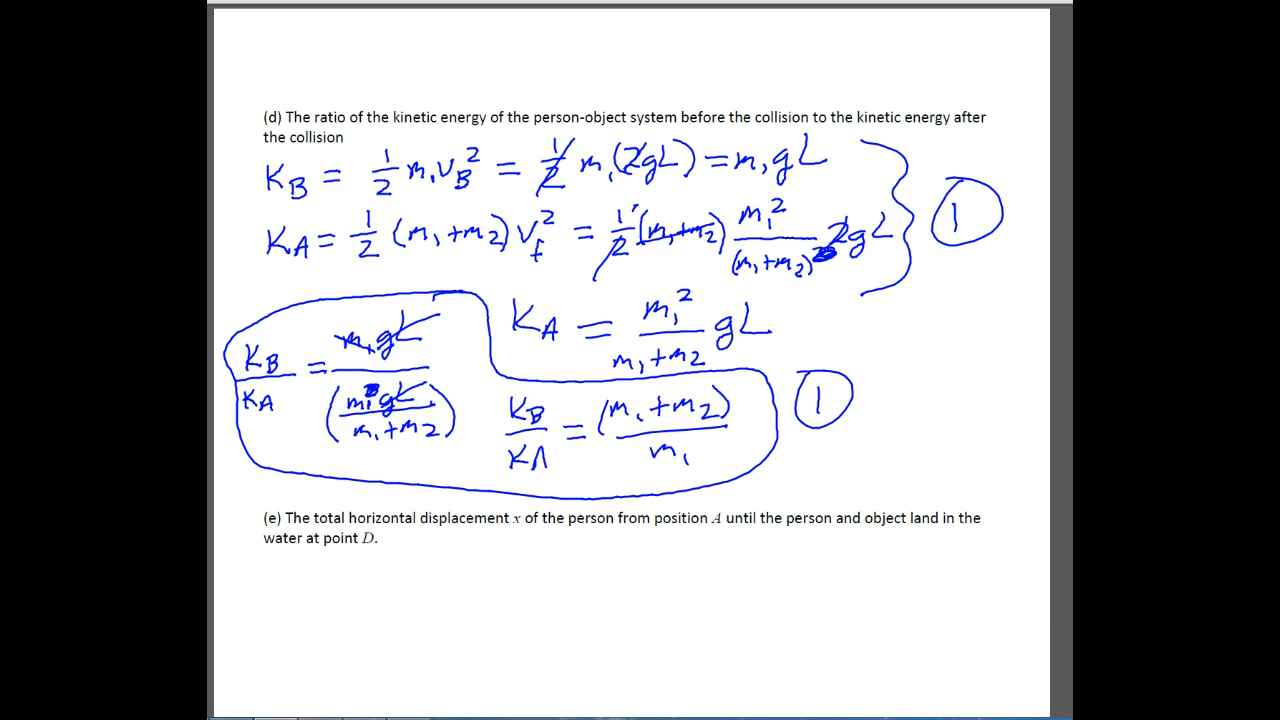 (d) The ratio of the kinetic energy of the person-object system before the collision to the kinetic energy after
the collision
K_B = 1/2 m₁v_B² = 1/2 m₁(2gL) = m₁gL
K_A = 1/2 (m₁+m₂) v_f² = 1/2 (m₁+m₂) m₁²/(m₁+m₂)² 2gL
1
K_A = m₁²/(m₁+m₂) gL
K_B/K_A = m₁gL/(m₁²gL/(m₁+m₂))
K_B/K_A = (m₁+m₂)/m₁
1
(e) The total horizontal displacement x of the person from position A until the person and object land in the
water at point D.